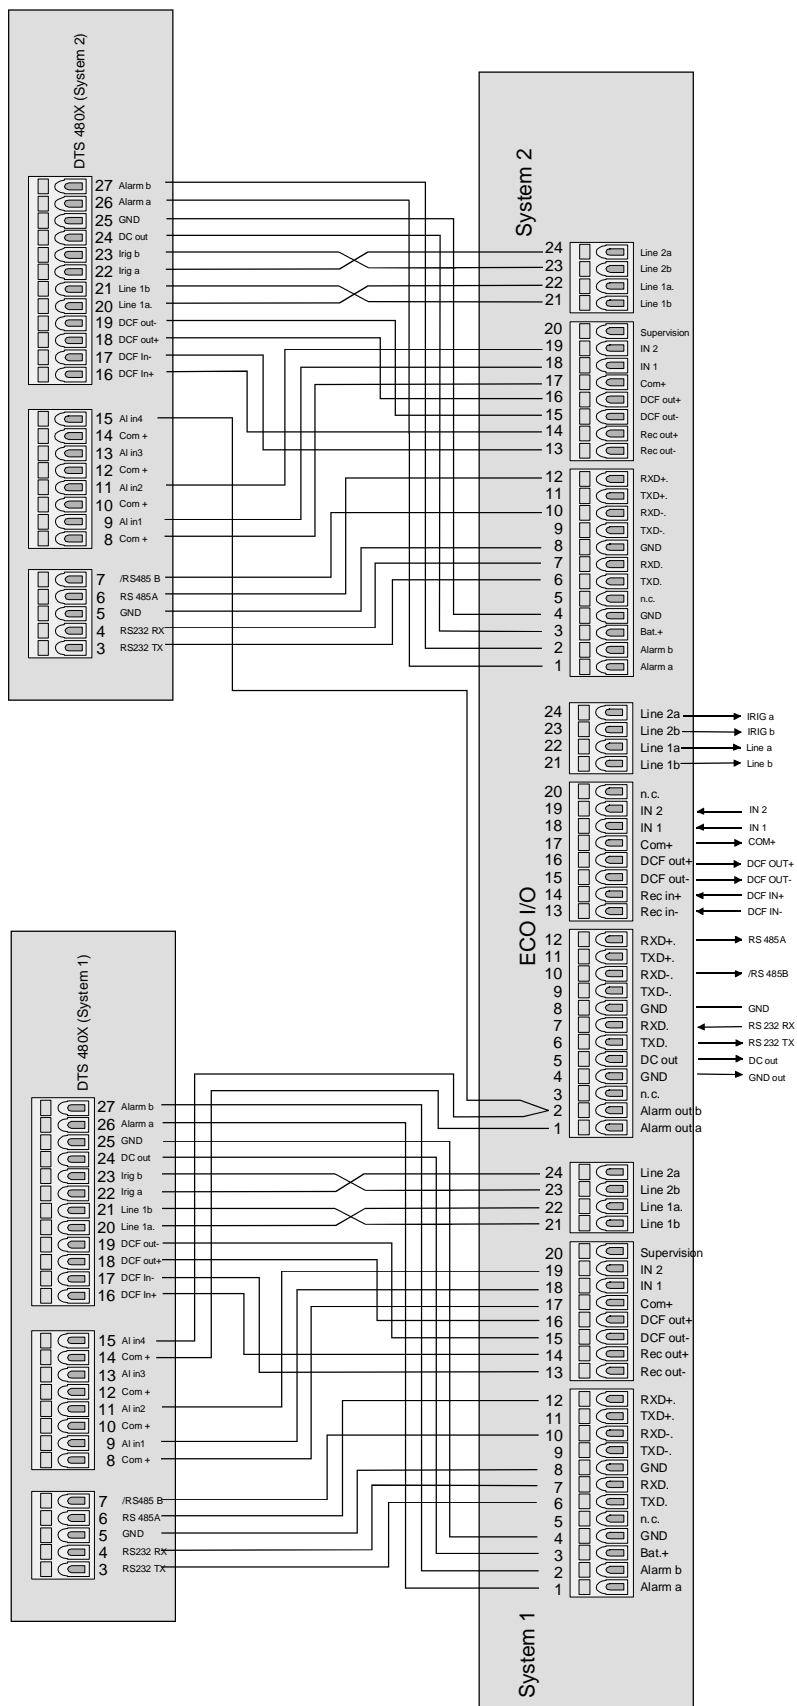 DTS 480X (System 2)
27 Alarm b
26 Alarm a
25 GND
24 DC out
23 Irig b
22 Irig a
21 Line 1b
20 Line 1a.
19 DCF out-
18 DCF out+
17 DCF In-
16 DCF In+
15 Al in4
14 Com +
13 Al in3
12 Com +
11 Al in2
10 Com +
9 Al in1
8 Com +
7 /RS485 B
6 RS 485A
5 GND
4 RS232 RX
3 RS232 TX
System 2
24 Line 2a
23 Line 2b
22 Line 1a.
21 Line 1b
20 Supervision
19 IN 2
18 IN 1
17 Com+
16 DCF out+
15 DCF out-
14 Rec out+
13 Rec out-
12 RXD+.
11 TXD+.
10 RXD-.
9 TXD-.
8 GND
7 RXD.
6 TXD.
5 n.c.
4 GND
3 Bat.+
2 Alarm b
1 Alarm a
ECO I/O
24 Line 2a IRIG a
23 Line 2b IRIG b
22 Line 1a Line a
21 Line 1b Line b
20 n.c.
19 IN 2 IN 2
18 IN 1 IN 1
17 Com+ COM+
16 DCF out+ DCF OUT+
15 DCF out- DCF OUT-
14 Rec in+ DCF IN+
13 Rec in- DCF IN-
12 RXD+. RS 485A
11 TXD+.
10 RXD-. /RS 485B
9 TXD-.
8 GND GND
7 RXD. RS 232 RX
6 TXD. RS 232 TX
5 DC out DC out
4 GND GND out
3 n.c.
2 Alarm out b
1 Alarm out a
DTS 480X (System 1)
27 Alarm b
26 Alarm a
25 GND
24 DC out
23 Irig b
22 Irig a
21 Line 1b
20 Line 1a.
19 DCF out-
18 DCF out+
17 DCF In-
16 DCF In+
15 Al in4
14 Com +
13 Al in3
12 Com +
11 Al in2
10 Com +
9 Al in1
8 Com +
7 /RS485 B
6 RS 485A
5 GND
4 RS232 RX
3 RS232 TX
24 Line 2a
23 Line 2b
22 Line 1a.
21 Line 1b
20 Supervision
19 IN 2
18 IN 1
17 Com+
16 DCF out+
15 DCF out-
14 Rec out+
13 Rec out-
12 RXD+.
11 TXD+.
10 RXD-.
9 TXD-.
8 GND
7 RXD.
6 TXD.
5 n.c.
4 GND
3 Bat.+
2 Alarm b
1 Alarm a
System 1